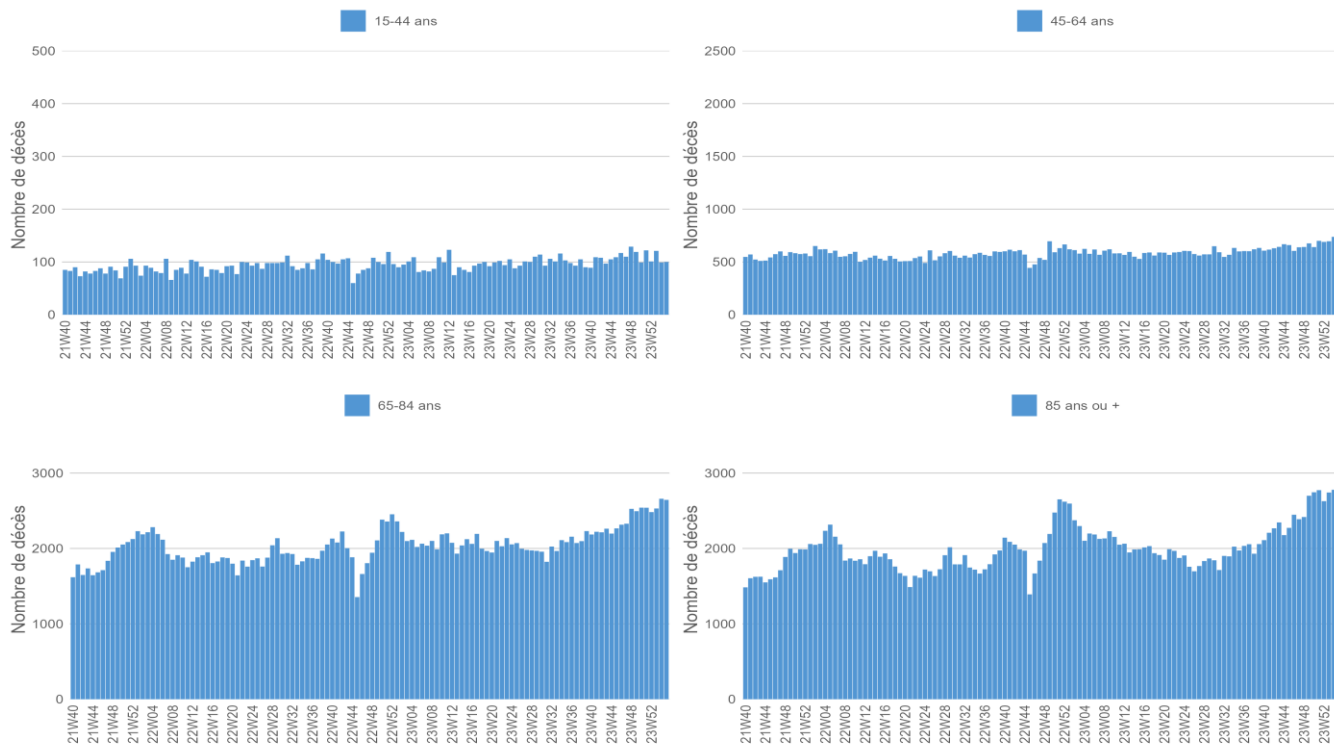 15-44 ans
500
400
300
200
100
0
Nombre de décès
21W40
21W44
21W48
21W52
22W04
22W08
22W12
22W16
22W20
22W24
22W28
22W32
22W36
22W40
22W44
22W48
22W52
23W04
23W08
23W12
23W16
23W20
23W24
23W28
23W32
23W36
23W40
23W44
23W48
23W52
45-64 ans
2500
2000
1500
1000
500
0
Nombre de décès
21W40
21W44
21W48
21W52
22W04
22W08
22W12
22W16
22W20
22W24
22W28
22W32
22W36
22W40
22W44
22W48
22W52
23W04
23W08
23W12
23W16
23W20
23W24
23W28
23W32
23W36
23W40
23W44
23W48
23W52
65-84 ans
3000
2000
1000
0
Nombre de décès
21W40
21W44
21W48
21W52
22W04
22W08
22W12
22W16
22W20
22W24
22W28
22W32
22W36
22W40
22W44
22W48
22W52
23W04
23W08
23W12
23W16
23W20
23W24
23W28
23W32
23W36
23W40
23W44
23W48
23W52
85 ans ou +
3000
2000
1000
0
Nombre de décès
21W40
21W44
21W48
21W52
22W04
22W08
22W12
22W16
22W20
22W24
22W28
22W32
22W36
22W40
22W44
22W48
22W52
23W04
23W08
23W12
23W16
23W20
23W24
23W28
23W32
23W36
23W40
23W44
23W48
23W52